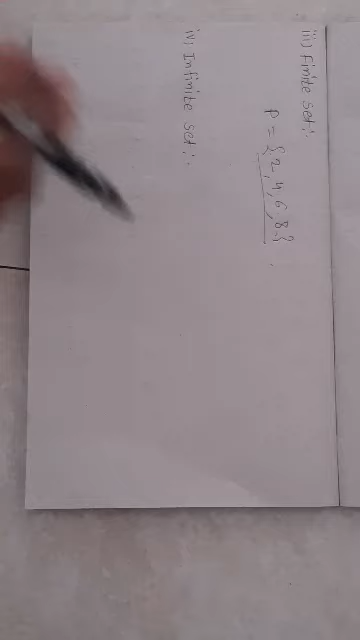 iii) Finite set :-
P = {2, 4, 6, 8}.
iv) Infinite set :-